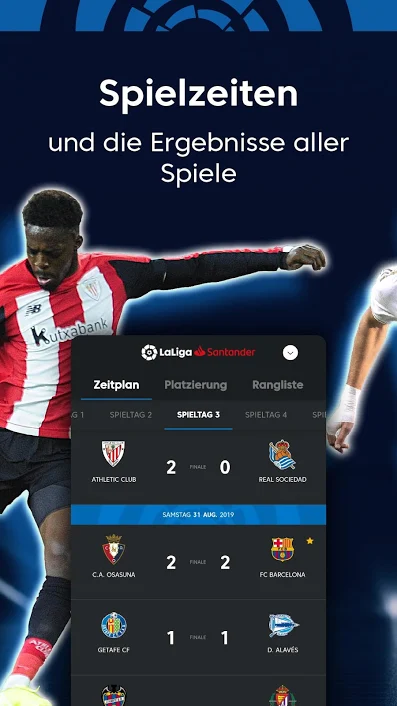 Spielzeiten
und die Ergebnisse aller
Spiele
kutxabank
LaLiga Santander
Zeitplan Platzierung Rangliste
G 1 SPIELTAG 2 SPIELTAG 3 SPIELTAG 4 SPI
2 FINALE 0
ATHLETIC CLUB REAL SOCIEDAD
SAMSTAG 31 AUG. 2019
2 FINALE 2
C.A. OSASUNA FC BARCELONA
1 FINALE 1
GETAFE CF D. ALAVÉS